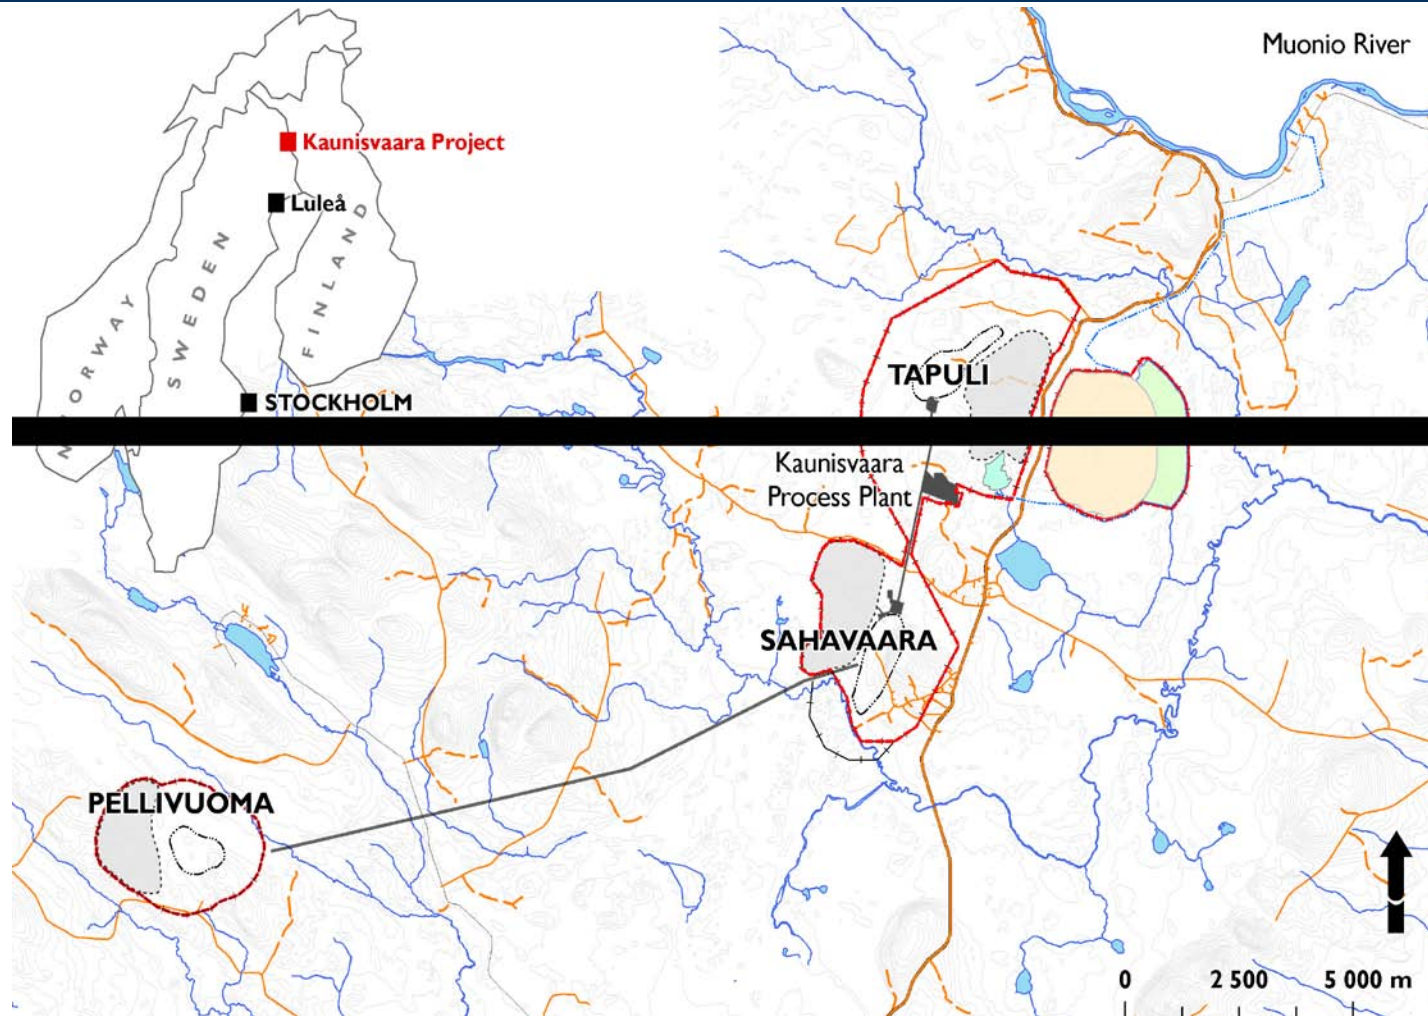 Muonio River
Kaunisvaara Project
Luleå
NORWAY
SWEDEN
FINLAND
STOCKHOLM
TAPULI
Kaunisvaara
Process Plant
SAHAVAARA
PELLIVUOMA
0 2 500 5 000 m